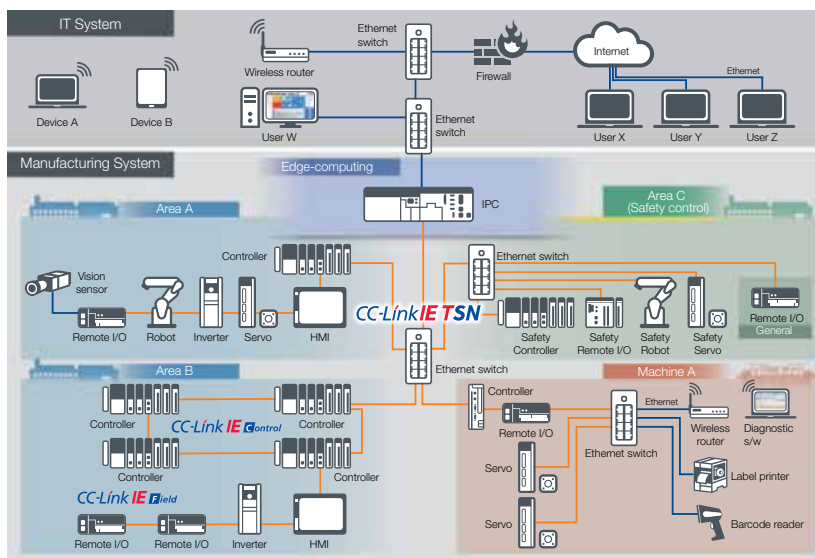 IT System
Ethernet
switch
Wireless router
Firewall
Internet
Ethernet
Device A
Device B
User W
Ethernet
switch
User X
User Y
User Z
Manufacturing System
Edge-computing
IPC
Area A
Area C
(Safety control)
Controller
Ethernet switch
Vision
sensor
CC-Link IE TSN
Remote I/O
Robot
Inverter
Servo
HMI
Safety
Controller
Safety
Remote I/O
Safety
Robot
Safety
Servo
Remote I/O
General
Area B
Ethernet switch
Machine A
Controller
Controller
CC-Link IE Control
Controller
Remote I/O
Ethernet
Wireless
router
Diagnostic
s/w
Ethernet switch
Controller
Controller
Servo
Label printer
CC-Link IE Field
Remote I/O
Remote I/O
Inverter
HMI
Servo
Barcode reader